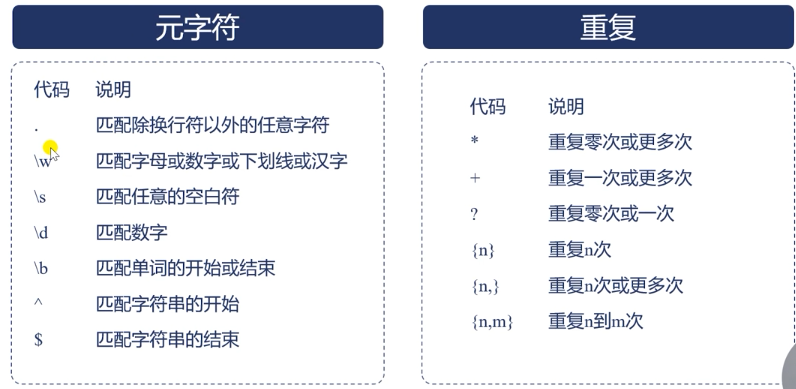 元字符
代码 说明
. 匹配除换行符以外的任意字符
\w 匹配字母或数字或下划线或汉字
\s 匹配任意的空白符
\d 匹配数字
\b 匹配单词的开始或结束
^ 匹配字符串的开始
$ 匹配字符串的结束
重复
代码 说明
* 重复零次或更多次
+ 重复一次或更多次
? 重复零次或一次
{n} 重复n次
{n,} 重复n次或更多次
{n,m} 重复n到m次